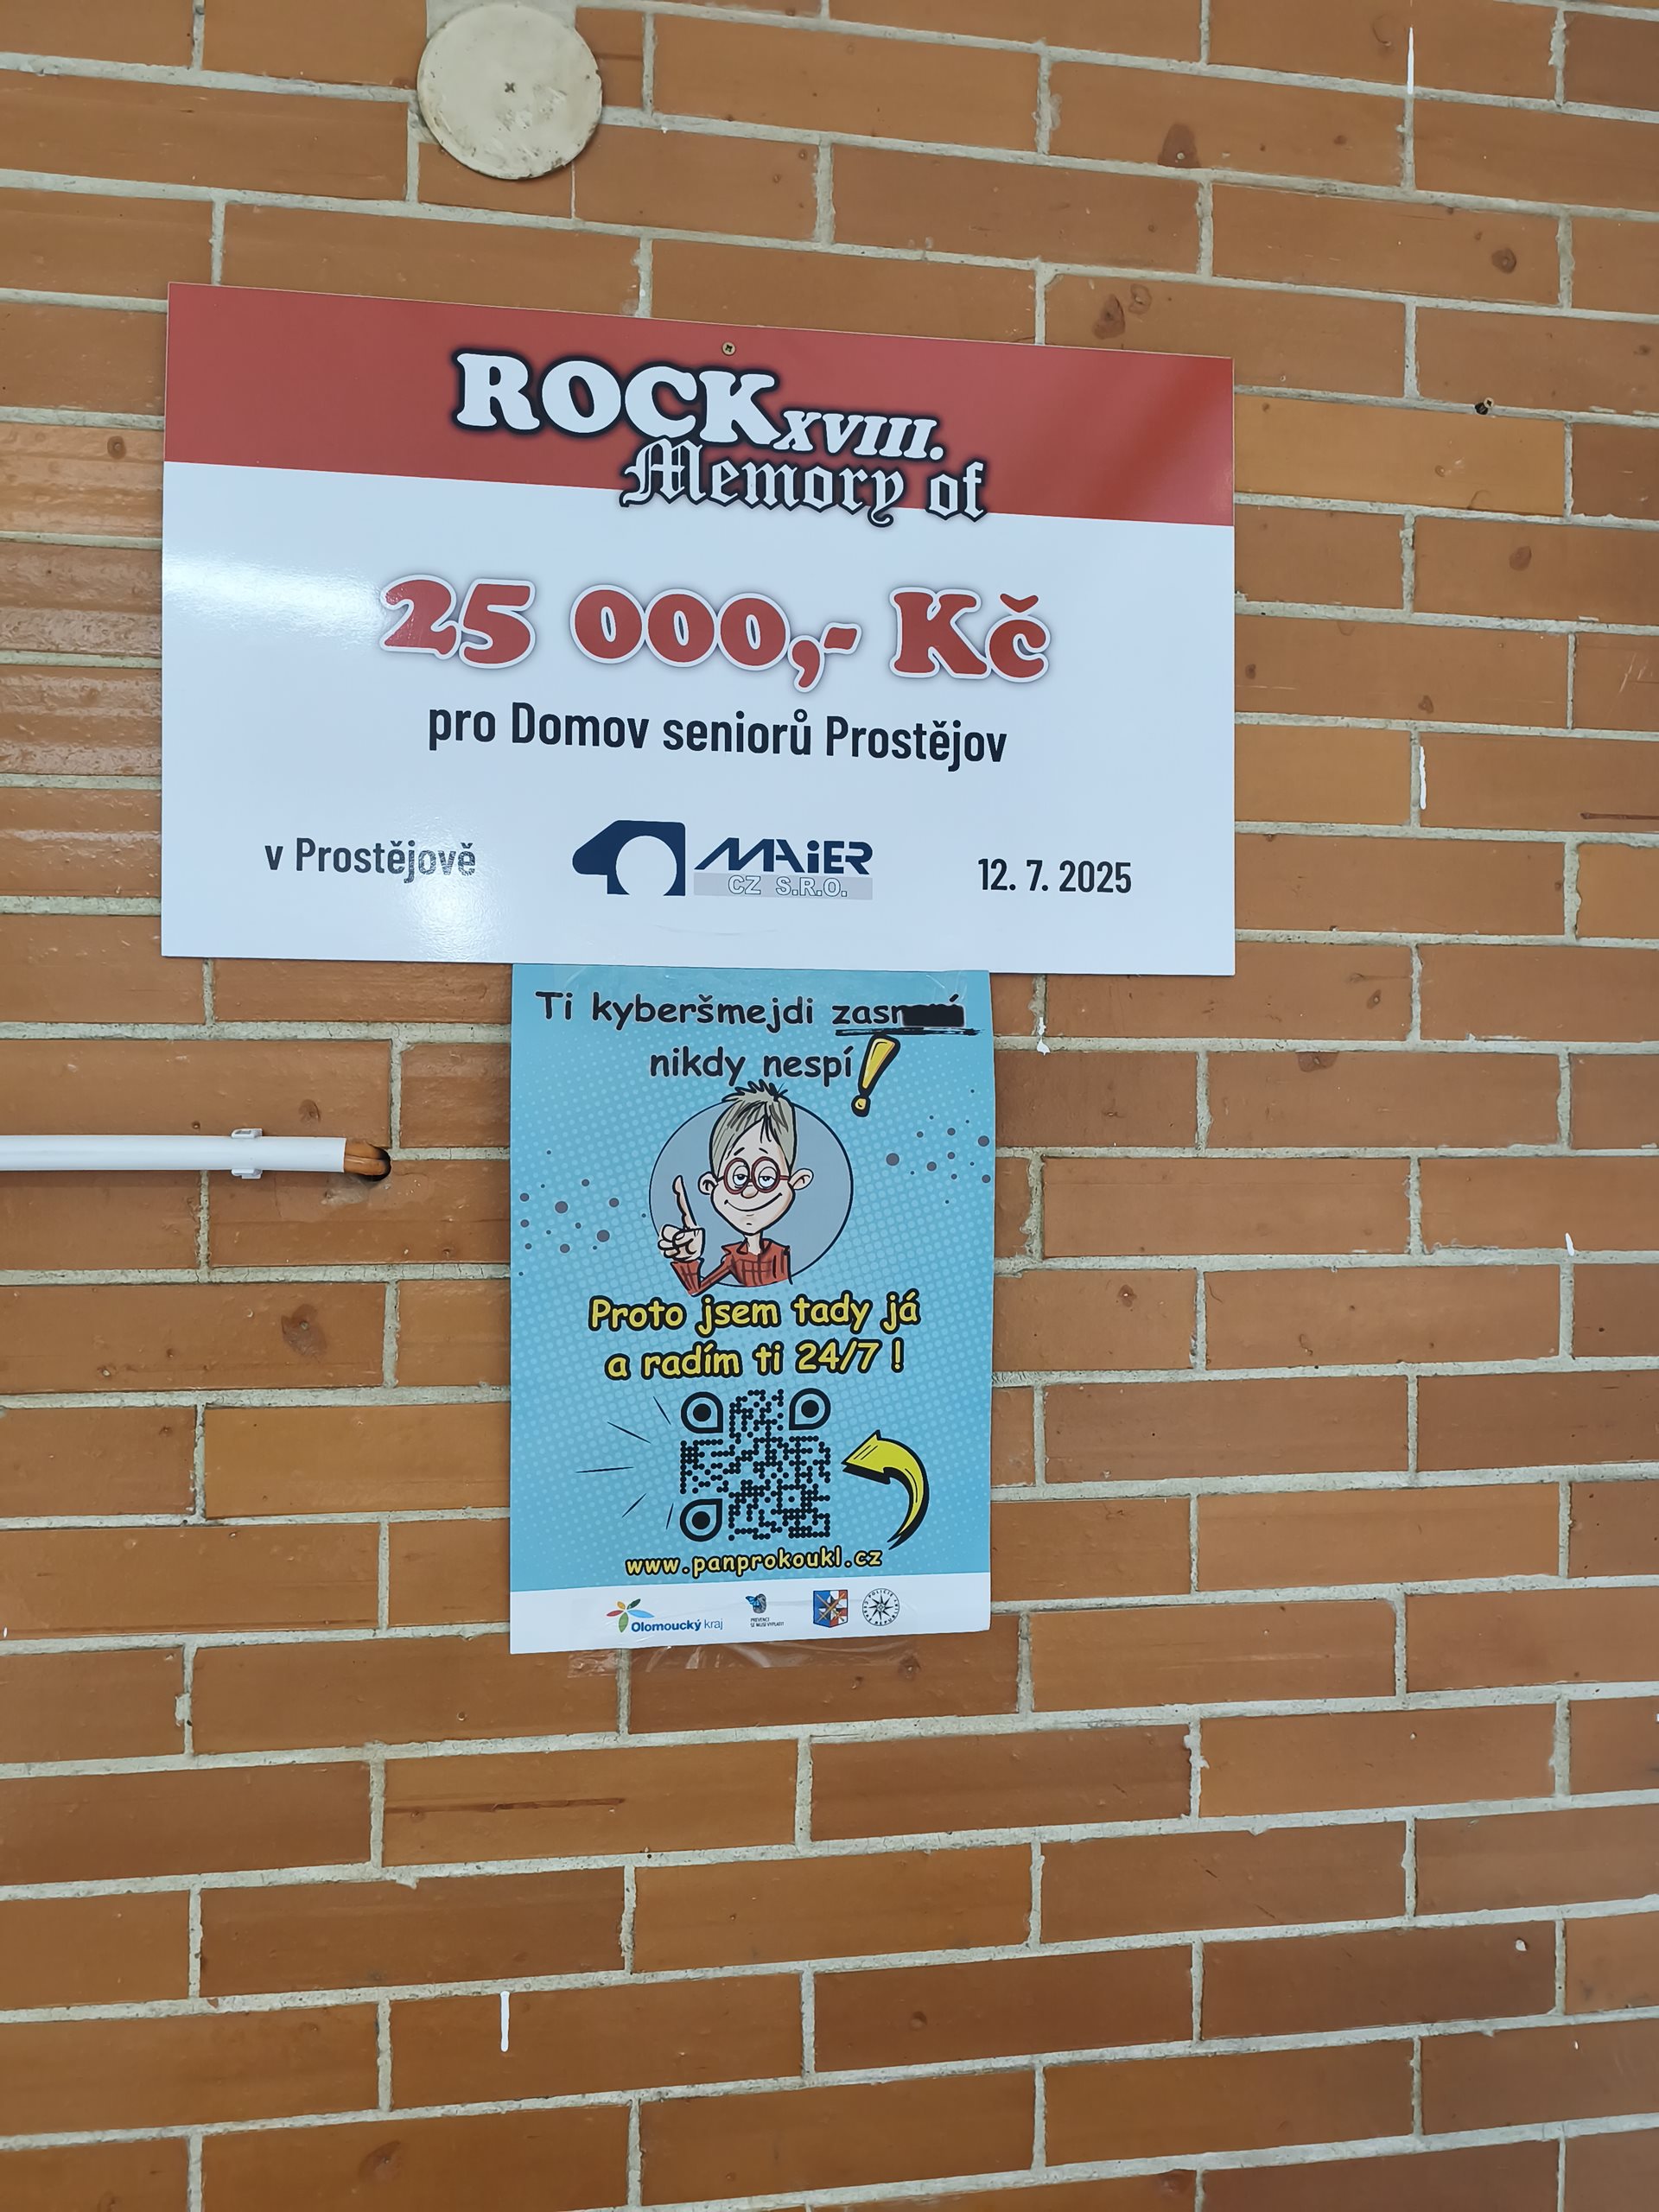 ROCK XVIII.
Memory of
25 000,- Kč
pro Domov seniorů Prostějov
v Prostějově
MAiER
CZ S.R.O.
12. 7. 2025
Ti kyberšmejdi
nikdy nespí!
Proto jsem tady já
a radím ti 24/7 !
www.panprokoukl.cz
Olomoucký kraj